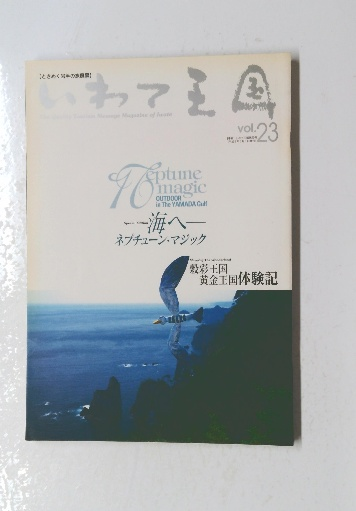 いわて王国
vol.23
Neptune
magic
OUTDOOR
in The YAMADA Gulf
海へ——
ネプチューン・マジック
黄金王国体験記